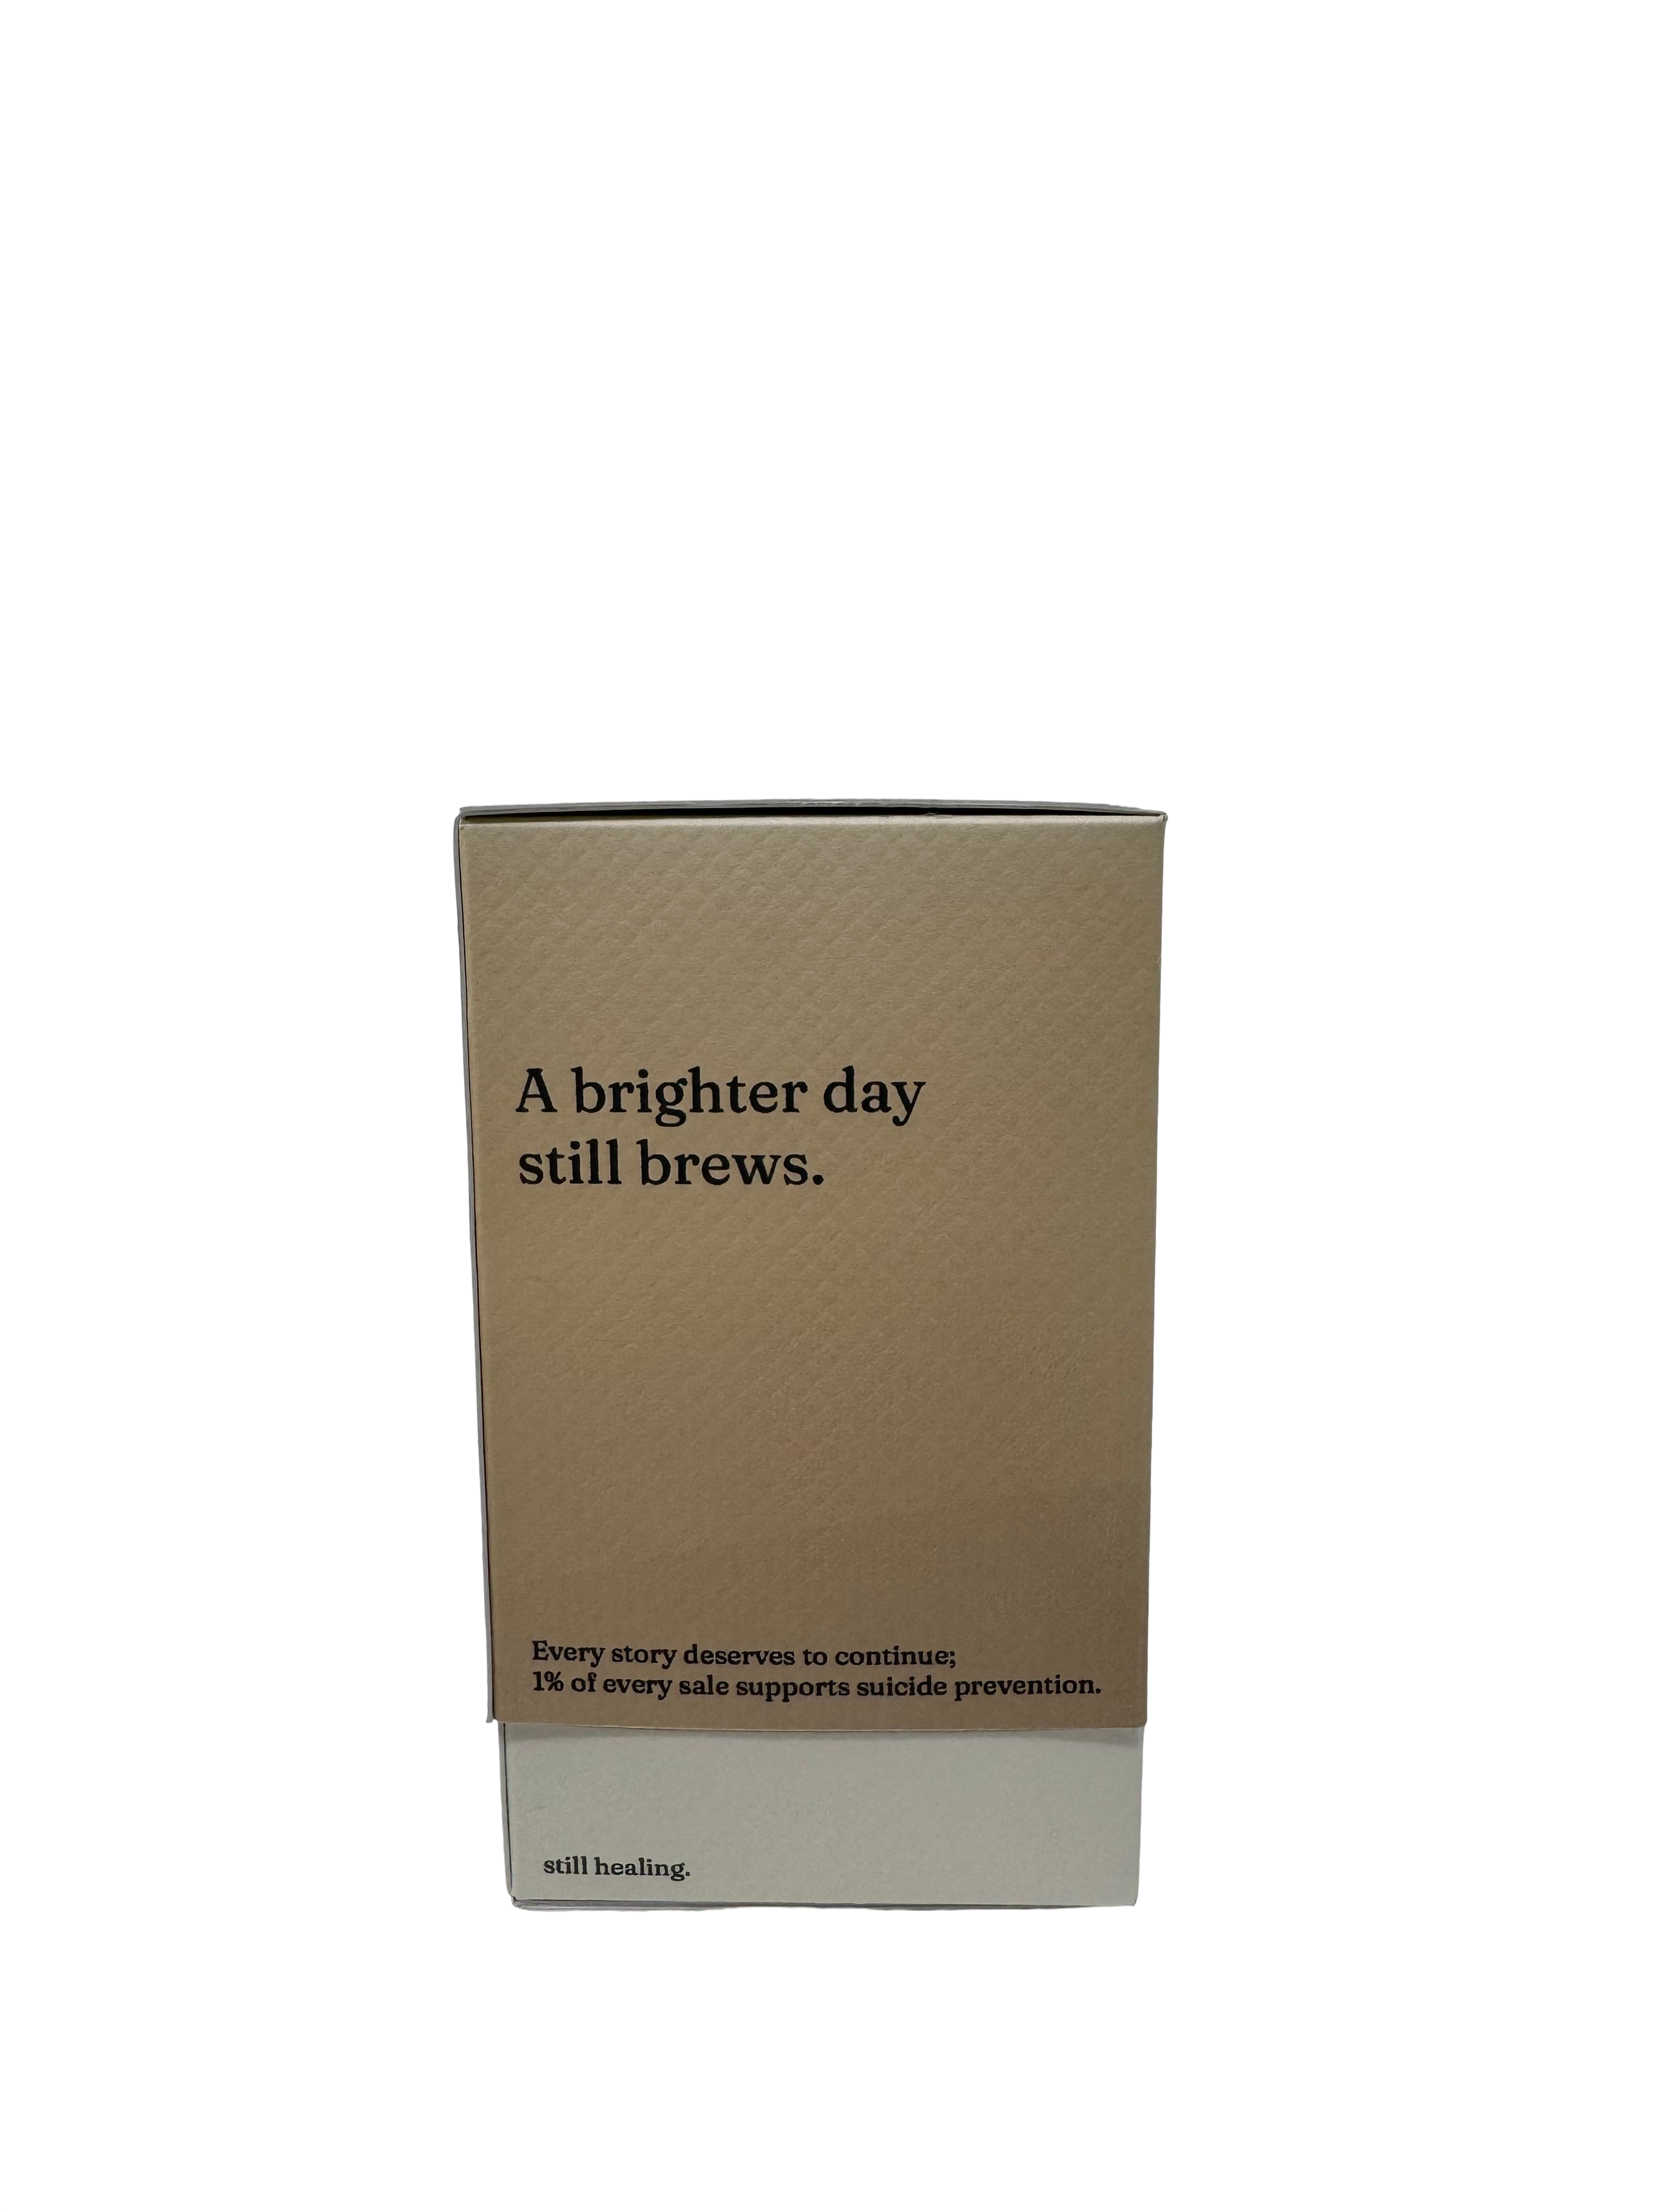 A brighter day
still brews.
Every story deserves to continue;
1% of every sale supports suicide prevention.
still healing.